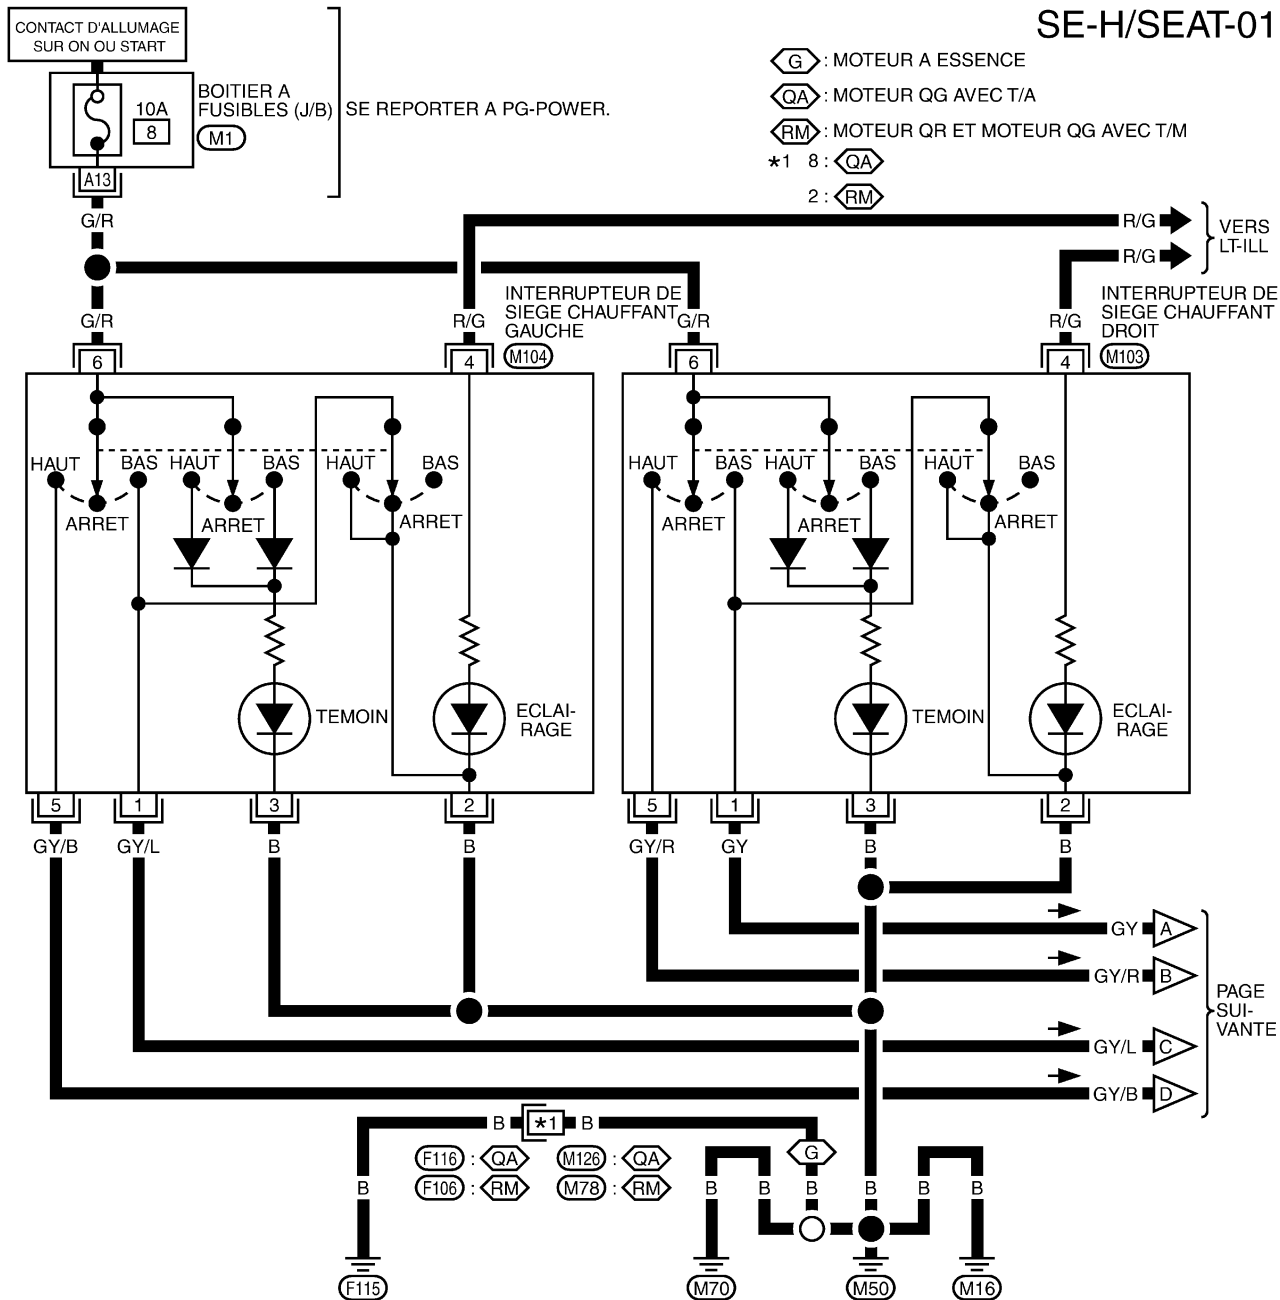 SE-H/SEAT-01
CONTACT D'ALLUMAGE
SUR ON OU START
10A
8
BOITIER A
FUSIBLES (J/B)
M1
SE REPORTER A PG-POWER.
G : MOTEUR A ESSENCE
QA : MOTEUR QG AVEC T/A
RM : MOTEUR QR ET MOTEUR QG AVEC T/M
*1 8 : QA
2 : RM
A13
G/R
R/G
R/G
VERS
LT-ILL
G/R
R/G
INTERRUPTEUR DE
SIEGE CHAUFFANT
GAUCHE
M104
G/R
R/G
INTERRUPTEUR DE
SIEGE CHAUFFANT
DROIT
M103
6
4
6
4
HAUT
BAS
HAUT
BAS
HAUT
BAS
HAUT
BAS
HAUT
BAS
HAUT
BAS
ARRET
ARRET
ARRET
ARRET
ARRET
ARRET
TEMOIN
ECLAI-
RAGE
TEMOIN
ECLAI-
RAGE
5
1
3
2
5
1
3
2
GY/B
GY/L
B
B
GY/R
GY
B
B
GY
A
GY/R
B
GY/L
C
GY/B
D
PAGE
SUI-
VANTE
B
*1
B
F116 : QA
M126 : QA
F106 : RM
M78 : RM
G
B
B
B
B
B
B
B
F115
M70
M50
M16